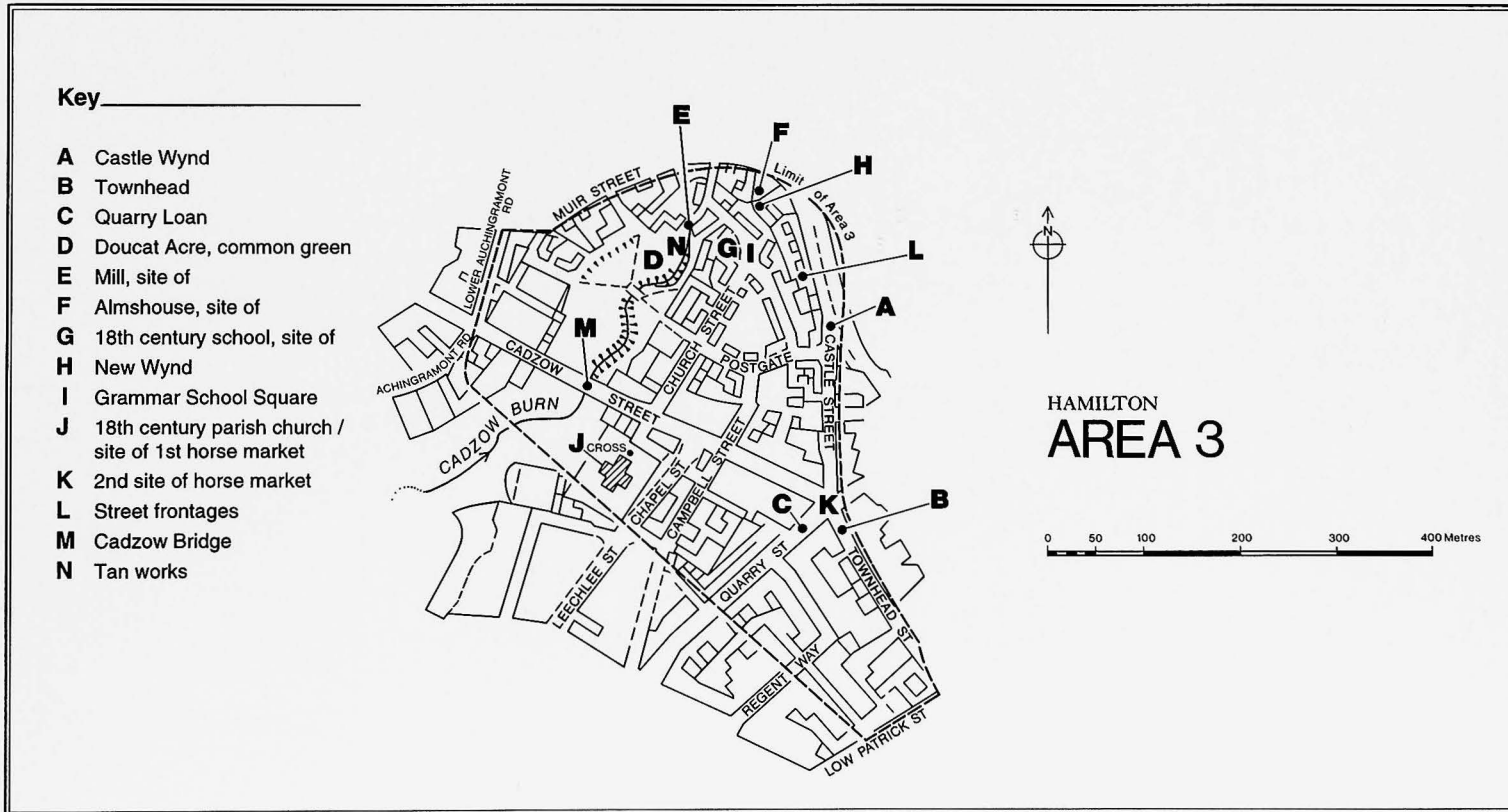 Key
A Castle Wynd
B Townhead
C Quarry Loan
D Doucat Acre, common green
E Mill, site of
F Almshouse, site of
G 18th century school, site of
H New Wynd
I Grammar School Square
J 18th century parish church /
site of 1st horse market
K 2nd site of horse market
L Street frontages
M Cadzow Bridge
N Tan works
E
F
H
Limit of Area 3
MUIR STREET
LOWER AUCHINGRAMONT
RD
D
N
G
I
L
A
M
CADZOW STREET
CHURCH STREET
POSTGATE
CASTLE STREET
ACHINGRAMONT RD
CADZOW BURN
J
CROSS
CHAPEL ST
CAMPBELL STREET
C
K
B
LEECHLEE ST
QUARRY ST
TOWNHEAD ST
REGENT WAY
LOW PATRICK ST
N
HAMILTON
AREA 3
0 50 100 200 300 400 Metres